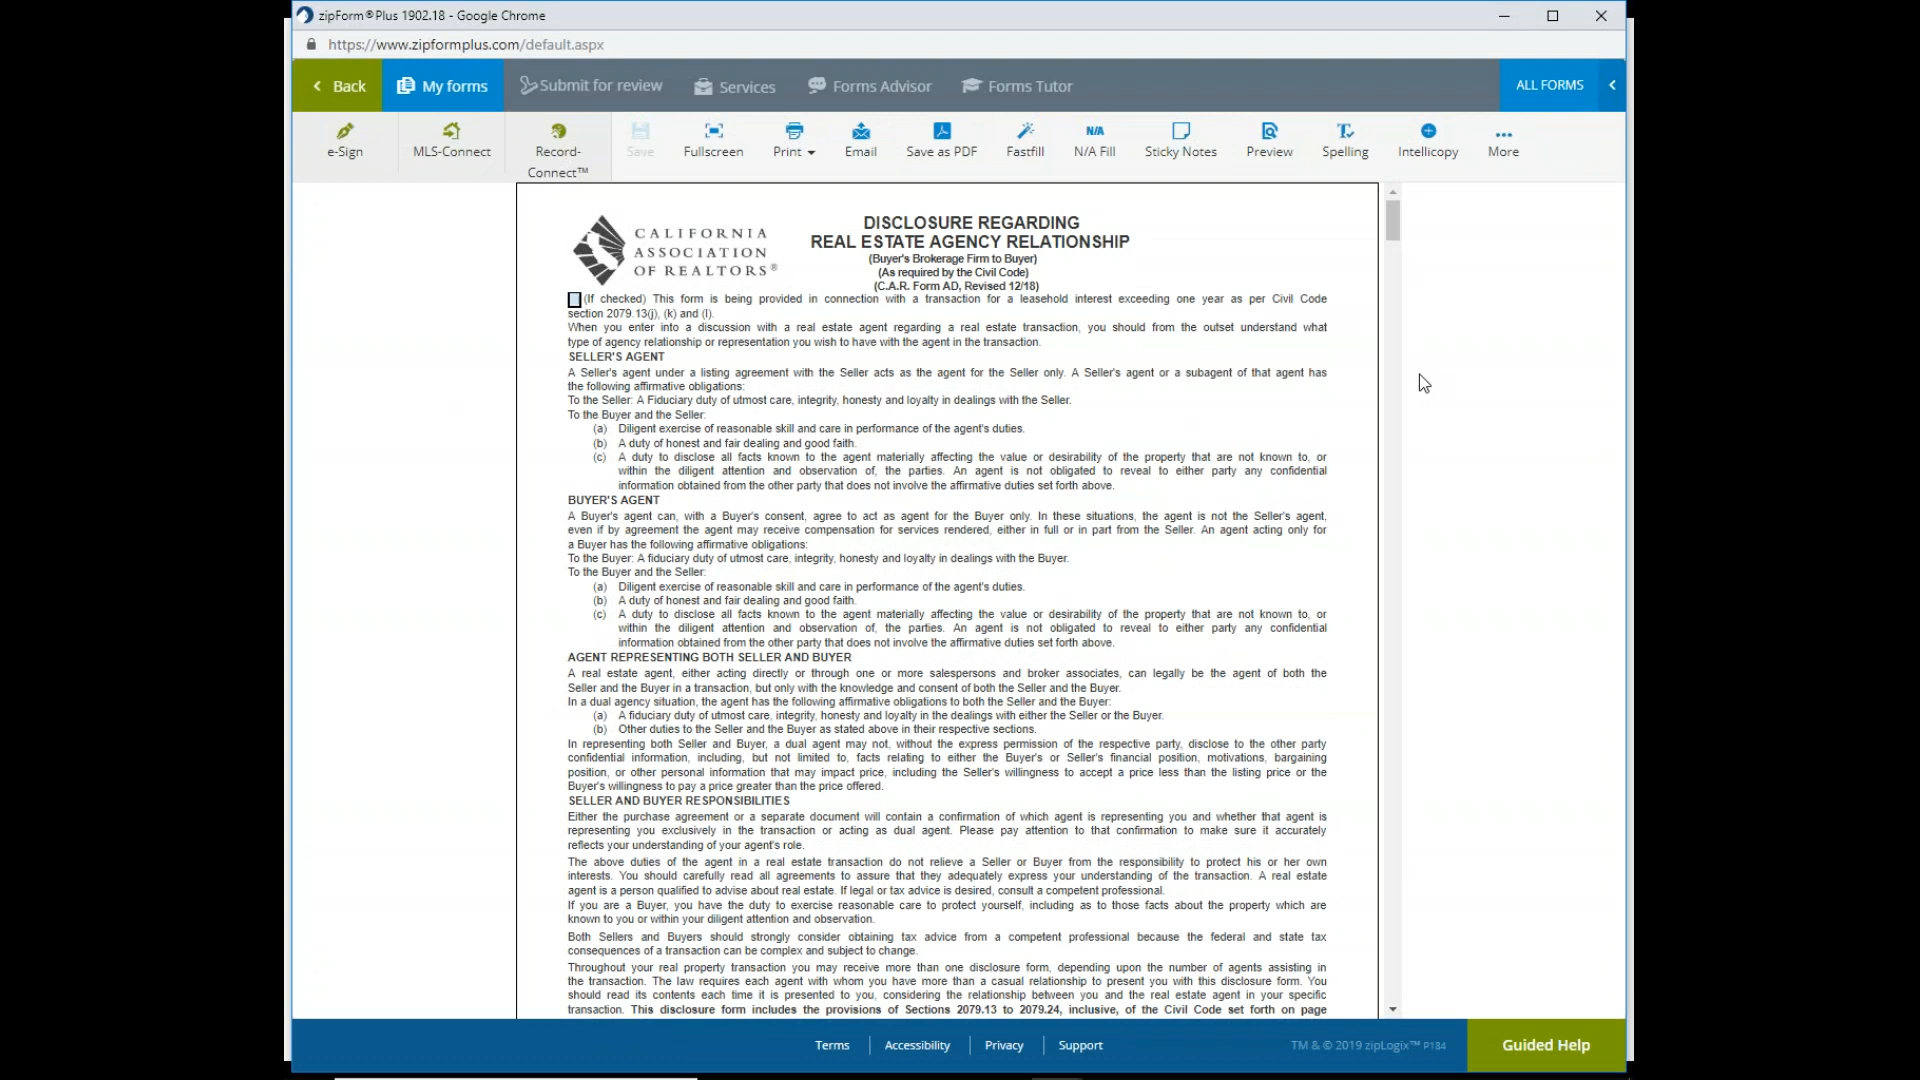 zipForm®Plus 1902.18 - Google Chrome
https://www.zipformplus.com/default.aspx
Back My forms Submit for review Services Forms Advisor Forms Tutor ALL FORMS
e-Sign MLS-Connect Record-Connect™ Save Fullscreen Print Email Save as PDF Fastfill N/A N/A Fill Sticky Notes Preview Spelling Intellicopy More
CALIFORNIA
ASSOCIATION
OF REALTORS®
DISCLOSURE REGARDING
REAL ESTATE AGENCY RELATIONSHIP
(Buyer's Brokerage Firm to Buyer)
(As required by the Civil Code)
(C.A.R. Form AD, Revised 12/18)
(If checked) This form is being provided in connection with a transaction for a leasehold interest exceeding one year as per Civil Code
section 2079.13(j), (k) and (l).
When you enter into a discussion with a real estate agent regarding a real estate transaction, you should from the outset understand what
type of agency relationship or representation you wish to have with the agent in the transaction.
SELLER'S AGENT
A Seller's agent under a listing agreement with the Seller acts as the agent for the Seller only. A Seller's agent or a subagent of that agent has
the following affirmative obligations:
To the Seller: A Fiduciary duty of utmost care, integrity, honesty and loyalty in dealings with the Seller.
To the Buyer and the Seller:
(a) Diligent exercise of reasonable skill and care in performance of the agent's duties.
(b) A duty of honest and fair dealing and good faith.
(c) A duty to disclose all facts known to the agent materially affecting the value or desirability of the property that are not known to, or
within the diligent attention and observation of, the parties. An agent is not obligated to reveal to either party any confidential
information obtained from the other party that does not involve the affirmative duties set forth above.
BUYER'S AGENT
A Buyer's agent can, with a Buyer's consent, agree to act as agent for the Buyer only. In these situations, the agent is not the Seller's agent,
even if by agreement the agent may receive compensation for services rendered, either in full or in part from the Seller. An agent acting only for
a Buyer has the following affirmative obligations:
To the Buyer: A fiduciary duty of utmost care, integrity, honesty and loyalty in dealings with the Buyer.
To the Buyer and the Seller:
(a) Diligent exercise of reasonable skill and care in performance of the agent's duties.
(b) A duty of honest and fair dealing and good faith.
(c) A duty to disclose all facts known to the agent materially affecting the value or desirability of the property that are not known to, or
within the diligent attention and observation of, the parties. An agent is not obligated to reveal to either party any confidential
information obtained from the other party that does not involve the affirmative duties set forth above.
AGENT REPRESENTING BOTH SELLER AND BUYER
A real estate agent, either acting directly or through one or more salespersons and broker associates, can legally be the agent of both the
Seller and the Buyer in a transaction, but only with the knowledge and consent of both the Seller and the Buyer.
In a dual agency situation, the agent has the following affirmative obligations to both the Seller and the Buyer:
(a) A fiduciary duty of utmost care, integrity, honesty and loyalty in the dealings with either the Seller or the Buyer.
(b) Other duties to the Seller and the Buyer as stated above in their respective sections.
In representing both Seller and Buyer, a dual agent may not, without the express permission of the respective party, disclose to the other party
confidential information, including, but not limited to, facts relating to either the Buyer's or Seller's financial position, motivations, bargaining
position, or other personal information that may impact price, including the Seller's willingness to accept a price less than the listing price or the
Buyer's willingness to pay a price greater than the price offered.
SELLER AND BUYER RESPONSIBILITIES
Either the purchase agreement or a separate document will contain a confirmation of which agent is representing you and whether that agent is
representing you exclusively in the transaction or acting as dual agent. Please pay attention to that confirmation to make sure it accurately
reflects your understanding of your agent's role.
The above duties of the agent in a real estate transaction do not relieve a Seller or Buyer from the responsibility to protect his or her own
interests. You should carefully read all agreements to assure that they adequately express your understanding of the transaction. A real estate
agent is a person qualified to advise about real estate. If legal or tax advice is desired, consult a competent professional.
If you are a Buyer, you have the duty to exercise reasonable care to protect yourself, including as to those facts about the property which are
known to you or within your diligent attention and observation.
Both Sellers and Buyers should strongly consider obtaining tax advice from a competent professional because the federal and state tax
consequences of a transaction can be complex and subject to change.
Throughout your real property transaction you may receive more than one disclosure form, depending upon the number of agents assisting in
the transaction. The law requires each agent with whom you have more than a casual relationship to present you with this disclosure form. You
should read its contents each time it is presented to you, considering the relationship between you and the real estate agent in your specific
transaction. This disclosure form includes the provisions of Sections 2079.13 to 2079.24, inclusive, of the Civil Code set forth on page
Terms Accessibility Privacy Support TM & © 2019 zipLogix™ P184 Guided Help